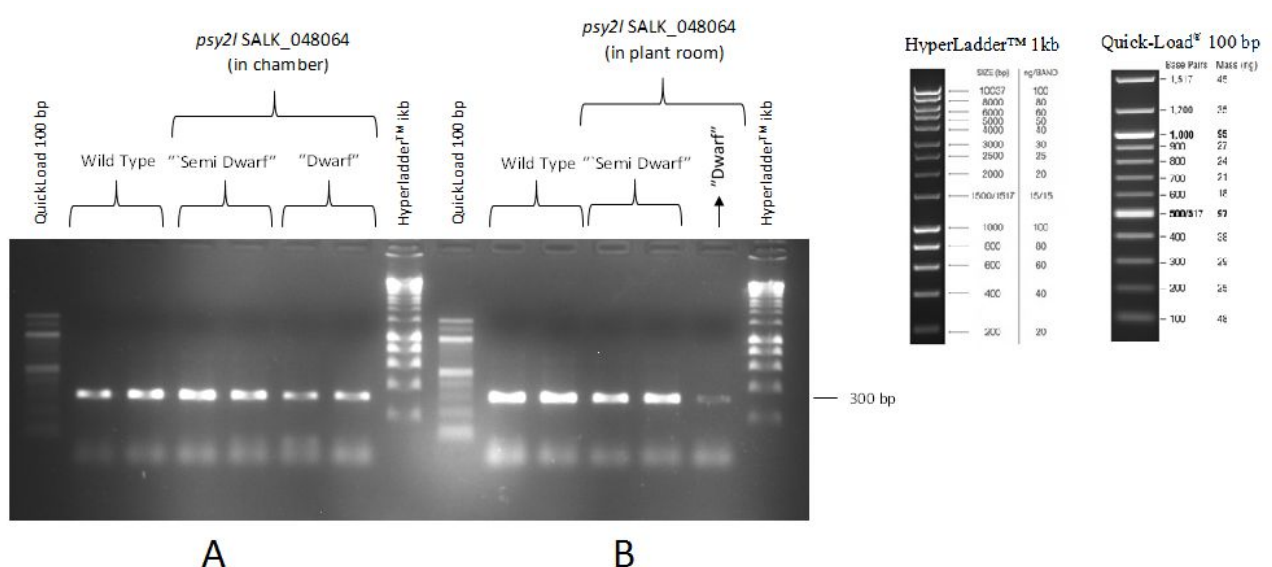 psy2l SALK_048064
(in chamber)
QuickLoad 100 bp
Wild Type
"`Semi Dwarf"
"Dwarf"
Hyperladder™ ikb
psy2l SALK_048064
(in plant room)
QuickLoad 100 bp
Wild Type
"`Semi Dwarf"
"Dwarf"
Hyperladder™ ikb
300 bp
A
B
HyperLadder™ 1kb
SIZE (bp) ng/BAND
10037 100
8000 80
6000 60
5000 50
4000 40
3000 30
2500 25
2000 20
1500/1517 15/15
1000 100
800 80
600 60
400 40
200 20
Quick-Load® 100 bp
Base Pairs Mass (ng)
1,517 45
1,200 35
1,000 95
900 27
800 24
700 21
600 18
500/517 97
400 38
300 29
200 25
100 48